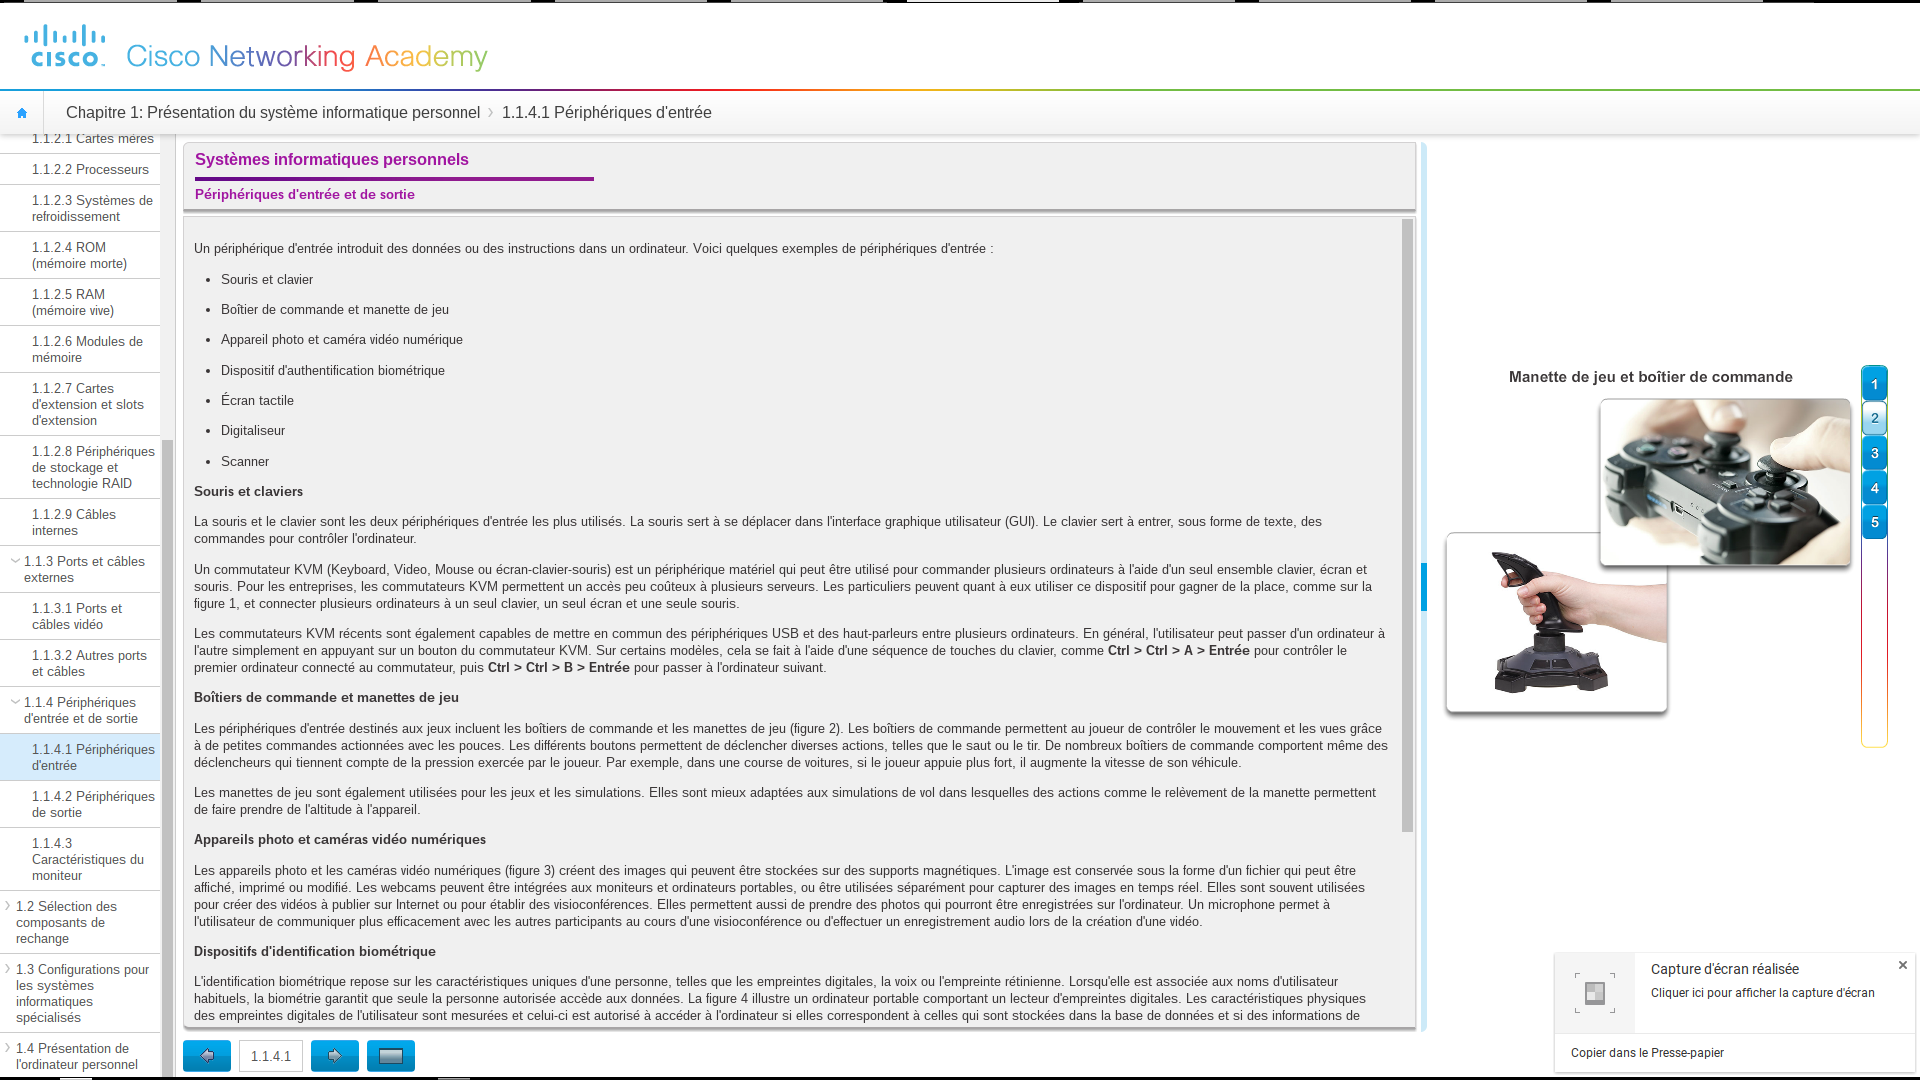 CISCO
Cisco Networking Academy
Chapitre 1: Présentation du système informatique personnel
1.1.4.1 Périphériques d'entrée
1.1.2.1 Cartes mères
1.1.2.2 Processeurs
1.1.2.3 Systèmes de
refroidissement
1.1.2.4 ROM
(mémoire morte)
1.1.2.5 RAM
(mémoire vive)
1.1.2.6 Modules de
mémoire
1.1.2.7 Cartes
d'extension et slots
d'extension
1.1.2.8 Périphériques
de stockage et
technologie RAID
1.1.2.9 Câbles
internes
1.1.3 Ports et câbles
externes
1.1.3.1 Ports et
câbles vidéo
1.1.3.2 Autres ports
et câbles
1.1.4 Périphériques
d'entrée et de sortie
1.1.4.1 Périphériques
d'entrée
1.1.4.2 Périphériques
de sortie
1.1.4.3
Caractéristiques du
moniteur
1.2 Sélection des
composants de
rechange
1.3 Configurations pour
les systèmes
informatiques
spécialisés
1.4 Présentation de
l'ordinateur personnel
Systèmes informatiques personnels
Périphériques d'entrée et de sortie
Un périphérique d'entrée introduit des données ou des instructions dans un ordinateur. Voici quelques exemples de périphériques d'entrée :
• Souris et clavier
• Boîtier de commande et manette de jeu
• Appareil photo et caméra vidéo numérique
• Dispositif d'authentification biométrique
• Écran tactile
• Digitaliseur
• Scanner
Souris et claviers
La souris et le clavier sont les deux périphériques d'entrée les plus utilisés. La souris sert à se déplacer dans l'interface graphique utilisateur (GUI). Le clavier sert à entrer, sous forme de texte, des
commandes pour contrôler l'ordinateur.
Un commutateur KVM (Keyboard, Video, Mouse ou écran-clavier-souris) est un périphérique matériel qui peut être utilisé pour commander plusieurs ordinateurs à l'aide d'un seul ensemble clavier, écran et
souris. Pour les entreprises, les commutateurs KVM permettent un accès peu coûteux à plusieurs serveurs. Les particuliers peuvent quant à eux utiliser ce dispositif pour gagner de la place, comme sur la
figure 1, et connecter plusieurs ordinateurs à un seul clavier, un seul écran et une seule souris.
Les commutateurs KVM récents sont également capables de mettre en commun des périphériques USB et des haut-parleurs entre plusieurs ordinateurs. En général, l'utilisateur peut passer d'un ordinateur à
l'autre simplement en appuyant sur un bouton du commutateur KVM. Sur certains modèles, cela se fait à l'aide d'une séquence de touches du clavier, comme Ctrl > Ctrl > A > Entrée pour contrôler le
premier ordinateur connecté au commutateur, puis Ctrl > Ctrl > B > Entrée pour passer à l'ordinateur suivant.
Boîtiers de commande et manettes de jeu
Les périphériques d'entrée destinés aux jeux incluent les boîtiers de commande et les manettes de jeu (figure 2). Les boîtiers de commande permettent au joueur de contrôler le mouvement et les vues grâce
à de petites commandes actionnées avec les pouces. Les différents boutons permettent de déclencher diverses actions, telles que le saut ou le tir. De nombreux boîtiers de commande comportent même des
déclencheurs qui tiennent compte de la pression exercée par le joueur. Par exemple, dans une course de voitures, si le joueur appuie plus fort, il augmente la vitesse de son véhicule.
Les manettes de jeu sont également utilisées pour les jeux et les simulations. Elles sont mieux adaptées aux simulations de vol dans lesquelles des actions comme le relèvement de la manette permettent
de faire prendre de l'altitude à l'appareil.
Appareils photo et caméras vidéo numériques
Les appareils photo et les caméras vidéo numériques (figure 3) créent des images qui peuvent être stockées sur des supports magnétiques. L'image est conservée sous la forme d'un fichier qui peut être
affiché, imprimé ou modifié. Les webcams peuvent être intégrées aux moniteurs et ordinateurs portables, ou être utilisées séparément pour capturer des images en temps réel. Elles sont souvent utilisées
pour créer des vidéos à publier sur Internet ou pour établir des visioconférences. Elles permettent aussi de prendre des photos qui pourront être enregistrées sur l'ordinateur. Un microphone permet à
l'utilisateur de communiquer plus efficacement avec les autres participants au cours d'une visioconférence ou d'effectuer un enregistrement audio lors de la création d'une vidéo.
Dispositifs d'identification biométrique
L'identification biométrique repose sur les caractéristiques uniques d'une personne, telles que les empreintes digitales, la voix ou l'empreinte rétinienne. Lorsqu'elle est associée aux noms d'utilisateur
habituels, la biométrie garantit que seule la personne autorisée accède aux données. La figure 4 illustre un ordinateur portable comportant un lecteur d'empreintes digitales. Les caractéristiques physiques
des empreintes digitales de l'utilisateur sont mesurées et celui-ci est autorisé à accéder à l'ordinateur si elles correspondent à celles qui sont stockées dans la base de données et si des informations de
1.1.4.1
Manette de jeu et boîtier de commande
1
2
3
4
5
Capture d'écran réalisée
Cliquer ici pour afficher la capture d'écran
Copier dans le Presse-papier